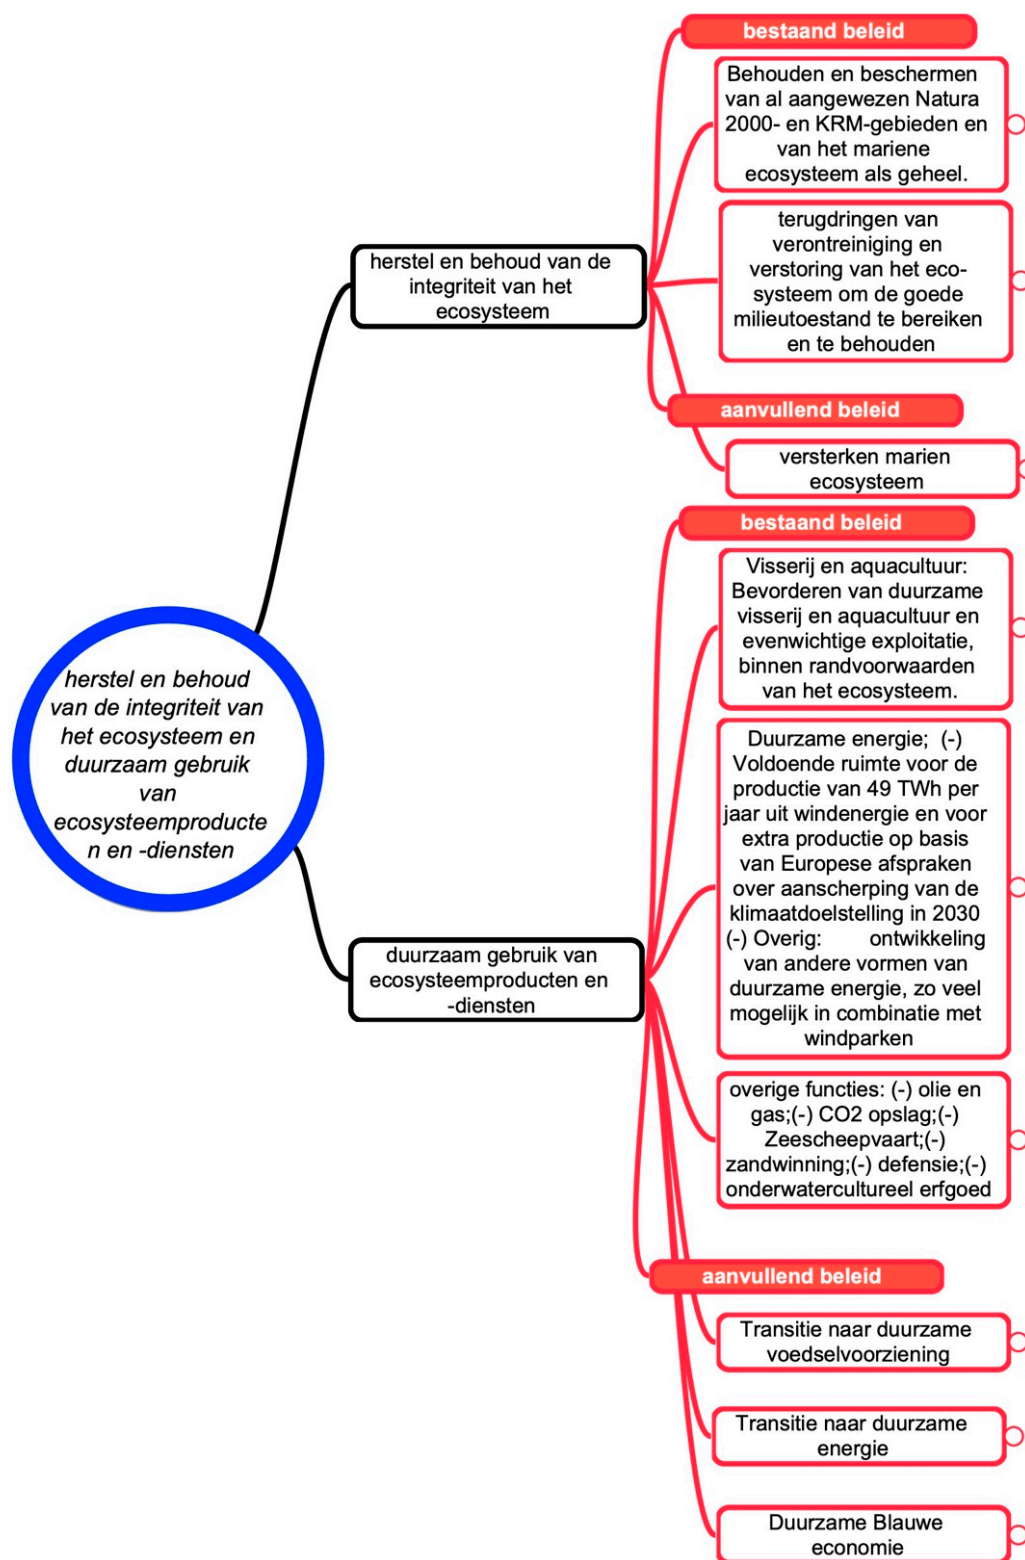 herstel en behoud
van de integriteit van
het ecosysteem en
duurzaam gebruik
van
ecosysteemproducte
n en -diensten
herstel en behoud van de
integriteit van het
ecosysteem
bestaand beleid
Behouden en beschermen
van al aangewezen Natura
2000- en KRM-gebieden en
van het mariene
ecosysteem als geheel.
terugdringen van
verontreiniging en
verstoring van het eco-
systeem om de goede
milieutoestand te bereiken
en te behouden
aanvullend beleid
versterken marien
ecosysteem
duurzaam gebruik van
ecosysteemproducten en
-diensten
bestaand beleid
Visserij en aquacultuur:
Bevorderen van duurzame
visserij en aquacultuur en
evenwichtige exploitatie,
binnen randvoorwaarden
van het ecosysteem.
Duurzame energie; (-)
Voldoende ruimte voor de
productie van 49 TWh per
jaar uit windenergie en voor
extra productie op basis
van Europese afspraken
over aanscherping van de
klimaatdoelstelling in 2030
(-) Overig: ontwikkeling
van andere vormen van
duurzame energie, zo veel
mogelijk in combinatie met
windparken
overige functies: (-) olie en
gas;(-) CO2 opslag;(-)
Zeescheepvaart;(-)
zandwinning;(-) defensie;(-)
onderwatercultureel erfgoed
aanvullend beleid
Transitie naar duurzame
voedselvoorziening
Transitie naar duurzame
energie
Duurzame Blauwe
economie